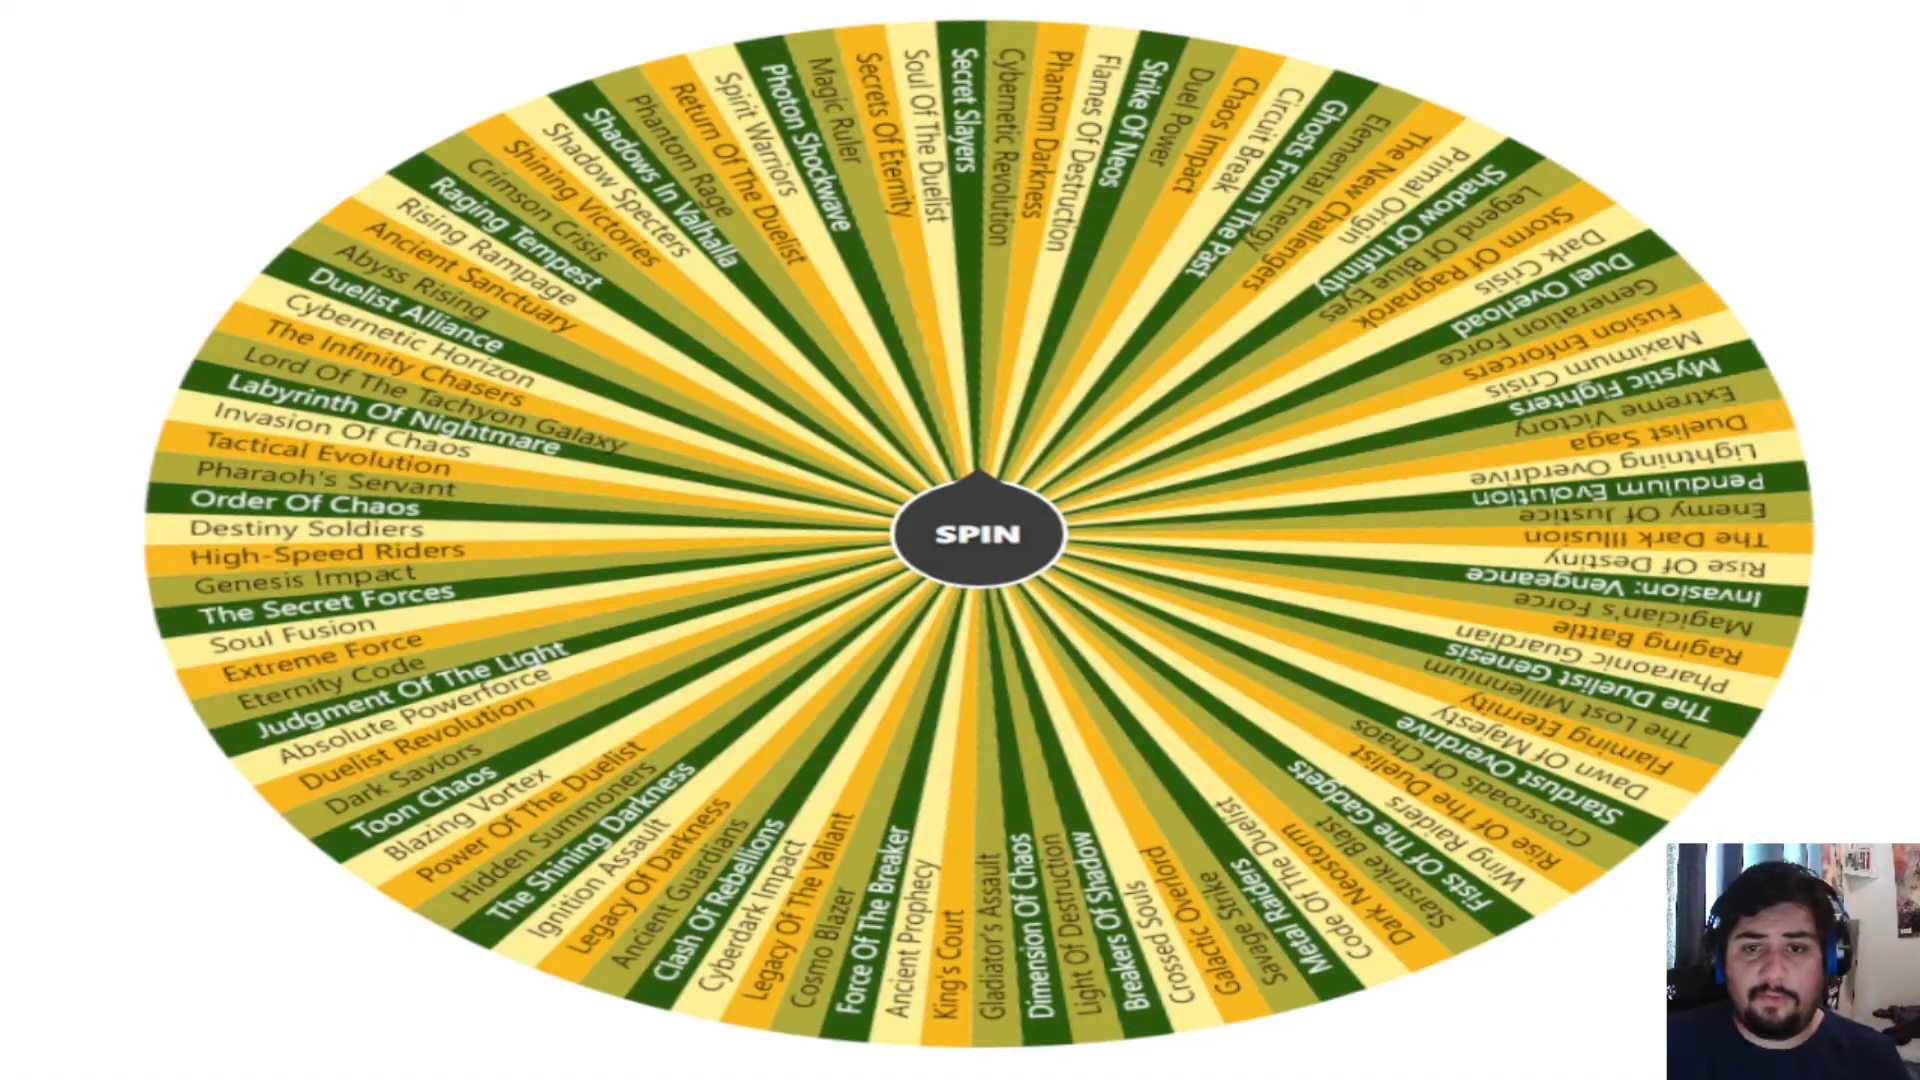 Secret Slayers
Cybernetic Revolution
Phantom Darkness
Flames Of Destruction
Strike Of Neos
Duel Power
Chaos Impact
Circuit Break
Ghosts From The Past
Elemental Energy
The New Challengers
Primal Origin
Shadow Of Infinity
Legend Of Blue Eyes
Storm Of Ragnarok
Dark Crisis
Duel Overload
Generation Force
Fusion Enforcers
Maximum Crisis
Mystic Fighters
Extreme Victory
Duelist Saga
Lightning Overdrive
Pendulum Evolution
Enemy Of Justice
The Dark Illusion
Rise Of Destiny
Invasion: Vengeance
Magician's Force
Raging Battle
Pharaonic Guardian
The Duelist Genesis
The Lost Millennium
Flaming Eternity
Dawn Of Majesty
Stardust Overdrive
Crossroads Of Chaos
Rise Of The Duelist
Wing Raiders
Fists Of The Gadgets
Starstrike Blast
Dark Neostorm
Code Of The Duelist
Metal Raiders
Savage Strike
Galactic Overlord
Crossed Souls
Breakers Of Shadow
Light Of Destruction
Dimension Of Chaos
Gladiator's Assault
King's Court
Ancient Prophecy
Force Of The Breaker
Cosmo Blazer
Legacy Of The Valiant
Cyberdark Impact
Clash Of Rebellions
Ancient Guardians
Legacy Of Darkness
Ignition Assault
The Shining Darkness
Hidden Summoners
Power Of The Duelist
Blazing Vortex
Toon Chaos
Dark Saviors
Duelist Revolution
Absolute Powerforce
Judgment Of The Light
Eternity Code
Extreme Force
Soul Fusion
The Secret Forces
Genesis Impact
High-Speed Riders
Destiny Soldiers
Order Of Chaos
Pharaoh's Servant
Tactical Evolution
Invasion Of Chaos
Labyrinth Of Nightmare
Lord Of The Tachyon Galaxy
The Infinity Chasers
Cybernetic Horizon
Duelist Alliance
Abyss Rising
Ancient Sanctuary
Rising Rampage
Raging Tempest
Crimson Crisis
Shining Victories
Shadow Specters
Shadows In Valhalla
Phantom Rage
Return Of The Duelist
Spirit Warriors
Photon Shockwave
Magic Ruler
Secrets Of Eternity
Soul Of The Duelist
SPIN